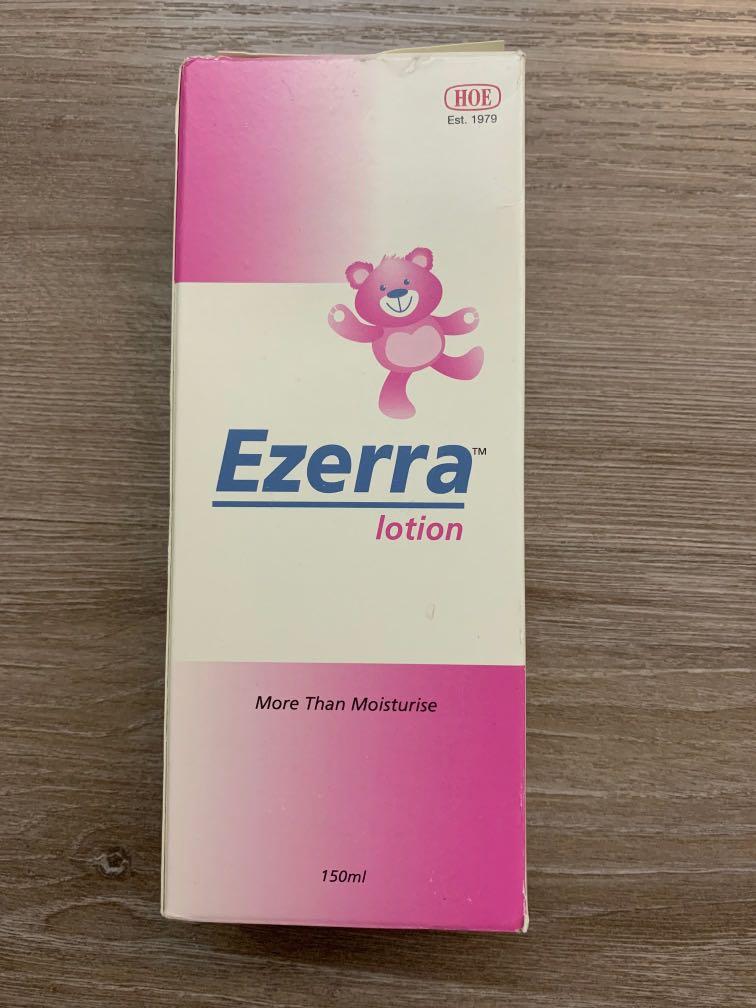 HOE
Est. 1979
Ezerra™
lotion
More Than Moisturise
150ml